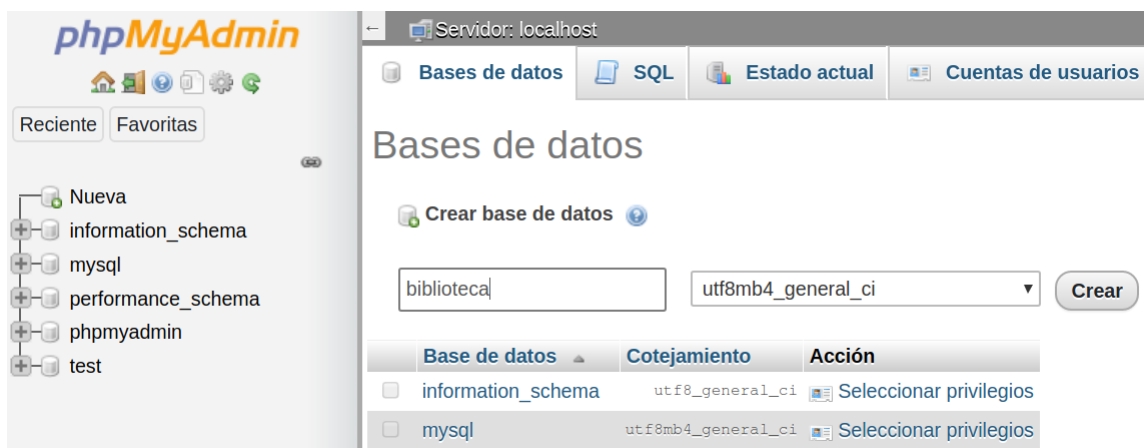 phpMyAdmin
Reciente Favoritas
Nueva
information_schema
mysql
performance_schema
phpmyadmin
test
← Servidor: localhost
Bases de datos SQL Estado actual Cuentas de usuarios
Bases de datos
Crear base de datos
biblioteca utf8mb4_general_ci Crear
Base de datos Cotejamiento Acción
information_schema utf8_general_ci Seleccionar privilegios
mysql utf8mb4_general_ci Seleccionar privilegios